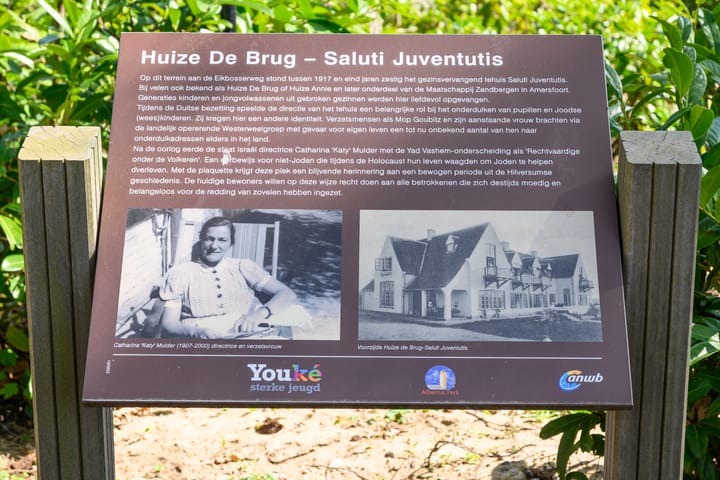 Huize De Brug – Saluti Juventutis
Op dit terrein aan de Eikbosserweg stond tussen 1917 en eind jaren zestig het gezinsvervangend tehuis Saluti Juventutis.
Bij velen ook bekend als Huize De Brug of Huize Annie en later onderdeel van de Maatschappij Zandbergen in Amersfoort.
Generaties kinderen en jongvolwassenen uit gebroken gezinnen werden hier liefdevol opgevangen.
Tijdens de Duitse bezetting speelde de directie van het tehuis een belangrijke rol bij het onderduiken van pupillen en Joodse
(wees)kinderen. Zij kregen hier een andere identiteit. Verzetsmensen als Mop Goubitz en zijn aanstaande vrouw brachten via
de landelijk opererende Westerweelgroep met gevaar voor eigen leven een tot nu onbekend aantal van hen naar
onderduikadressen elders in het land.
Na de oorlog eerde de staat Israël directrice Catharina 'Katy' Mulder met de Yad Vashem-onderscheiding als 'Rechtvaardige
onder de Volkeren'. Een bewijs voor niet-Joden die tijdens de Holocaust hun leven waagden om Joden te helpen
overleven. Met de plaquette krijgt deze plek een blijvende herinnering aan een bewogen periode uit de Hilversumse
geschiedenis. De huidige bewoners willen op deze wijze recht doen aan alle betrokkenen die zich destijds moedig en
belangeloos voor de redding van zovelen hebben ingezet.
Catharina 'Katy' Mulder (1907-2000) directrice en verzetsvrouw
Voorzijde Huize de Brug-Saluti Juventutis
Youké
sterke jeugd
Albertus Perk
anwb